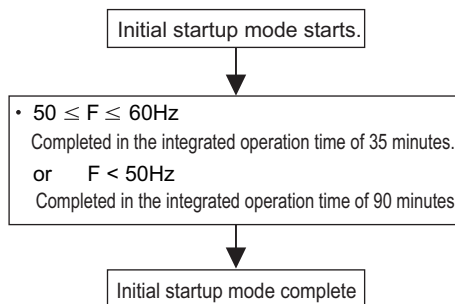 Initial startup mode starts.
・ 50 ≤ F ≤ 60Hz
Completed in the integrated operation time of 35 minutes.
or F < 50Hz
Completed in the integrated operation time of 90 minutes
Initial startup mode complete